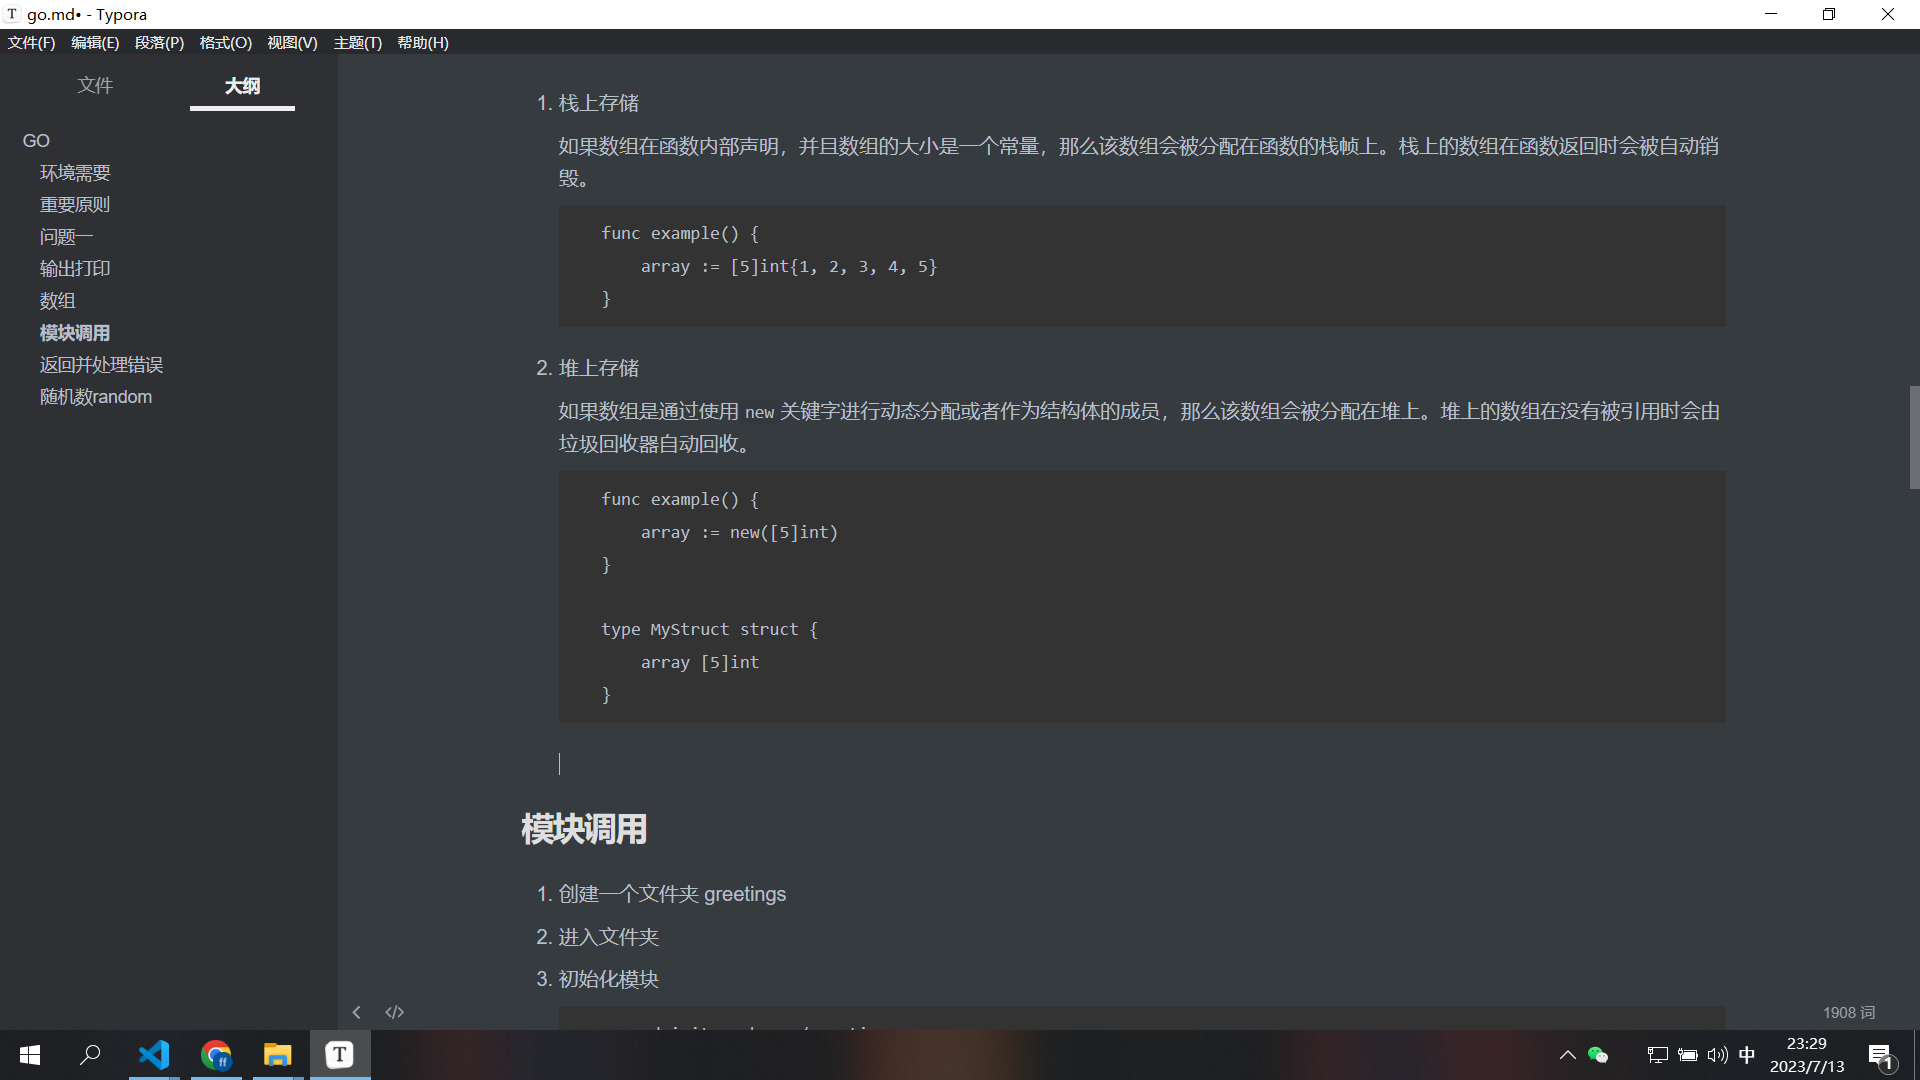 go.md• - Typora
文件(F) 编辑(E) 段落(P) 格式(O) 视图(V) 主题(T) 帮助(H)
文件 大纲
GO
环境需要
重要原则
问题一
输出打印
数组
模块调用
返回并处理错误
随机数random
1. 栈上存储
如果数组在函数内部声明，并且数组的大小是一个常量，那么该数组会被分配在函数的栈帧上。栈上的数组在函数返回时会被自动销
毁。
func example() {
array := [5]int{1, 2, 3, 4, 5}
}
2. 堆上存储
如果数组是通过使用 new 关键字进行动态分配或者作为结构体的成员，那么该数组会被分配在堆上。堆上的数组在没有被引用时会由
垃圾回收器自动回收。
func example() {
array := new([5]int)
}
type MyStruct struct {
array [5]int
}
模块调用
1. 创建一个文件夹 greetings
2. 进入文件夹
3. 初始化模块
1908 词
T
中
23:29
2023/7/13
1